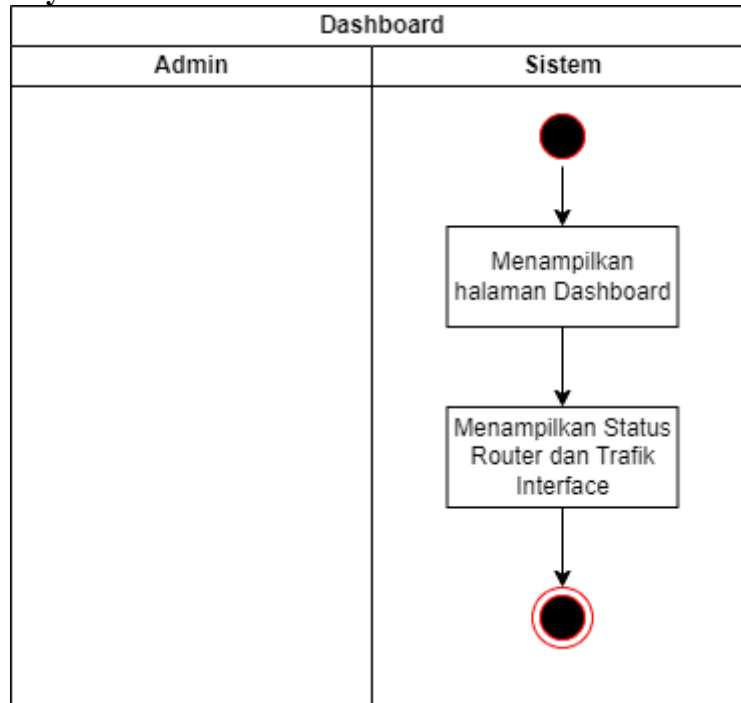 Dashboard
Admin
Sistem
Menampilkan
halaman Dashboard
Menampilkan Status
Router dan Trafik
Interface